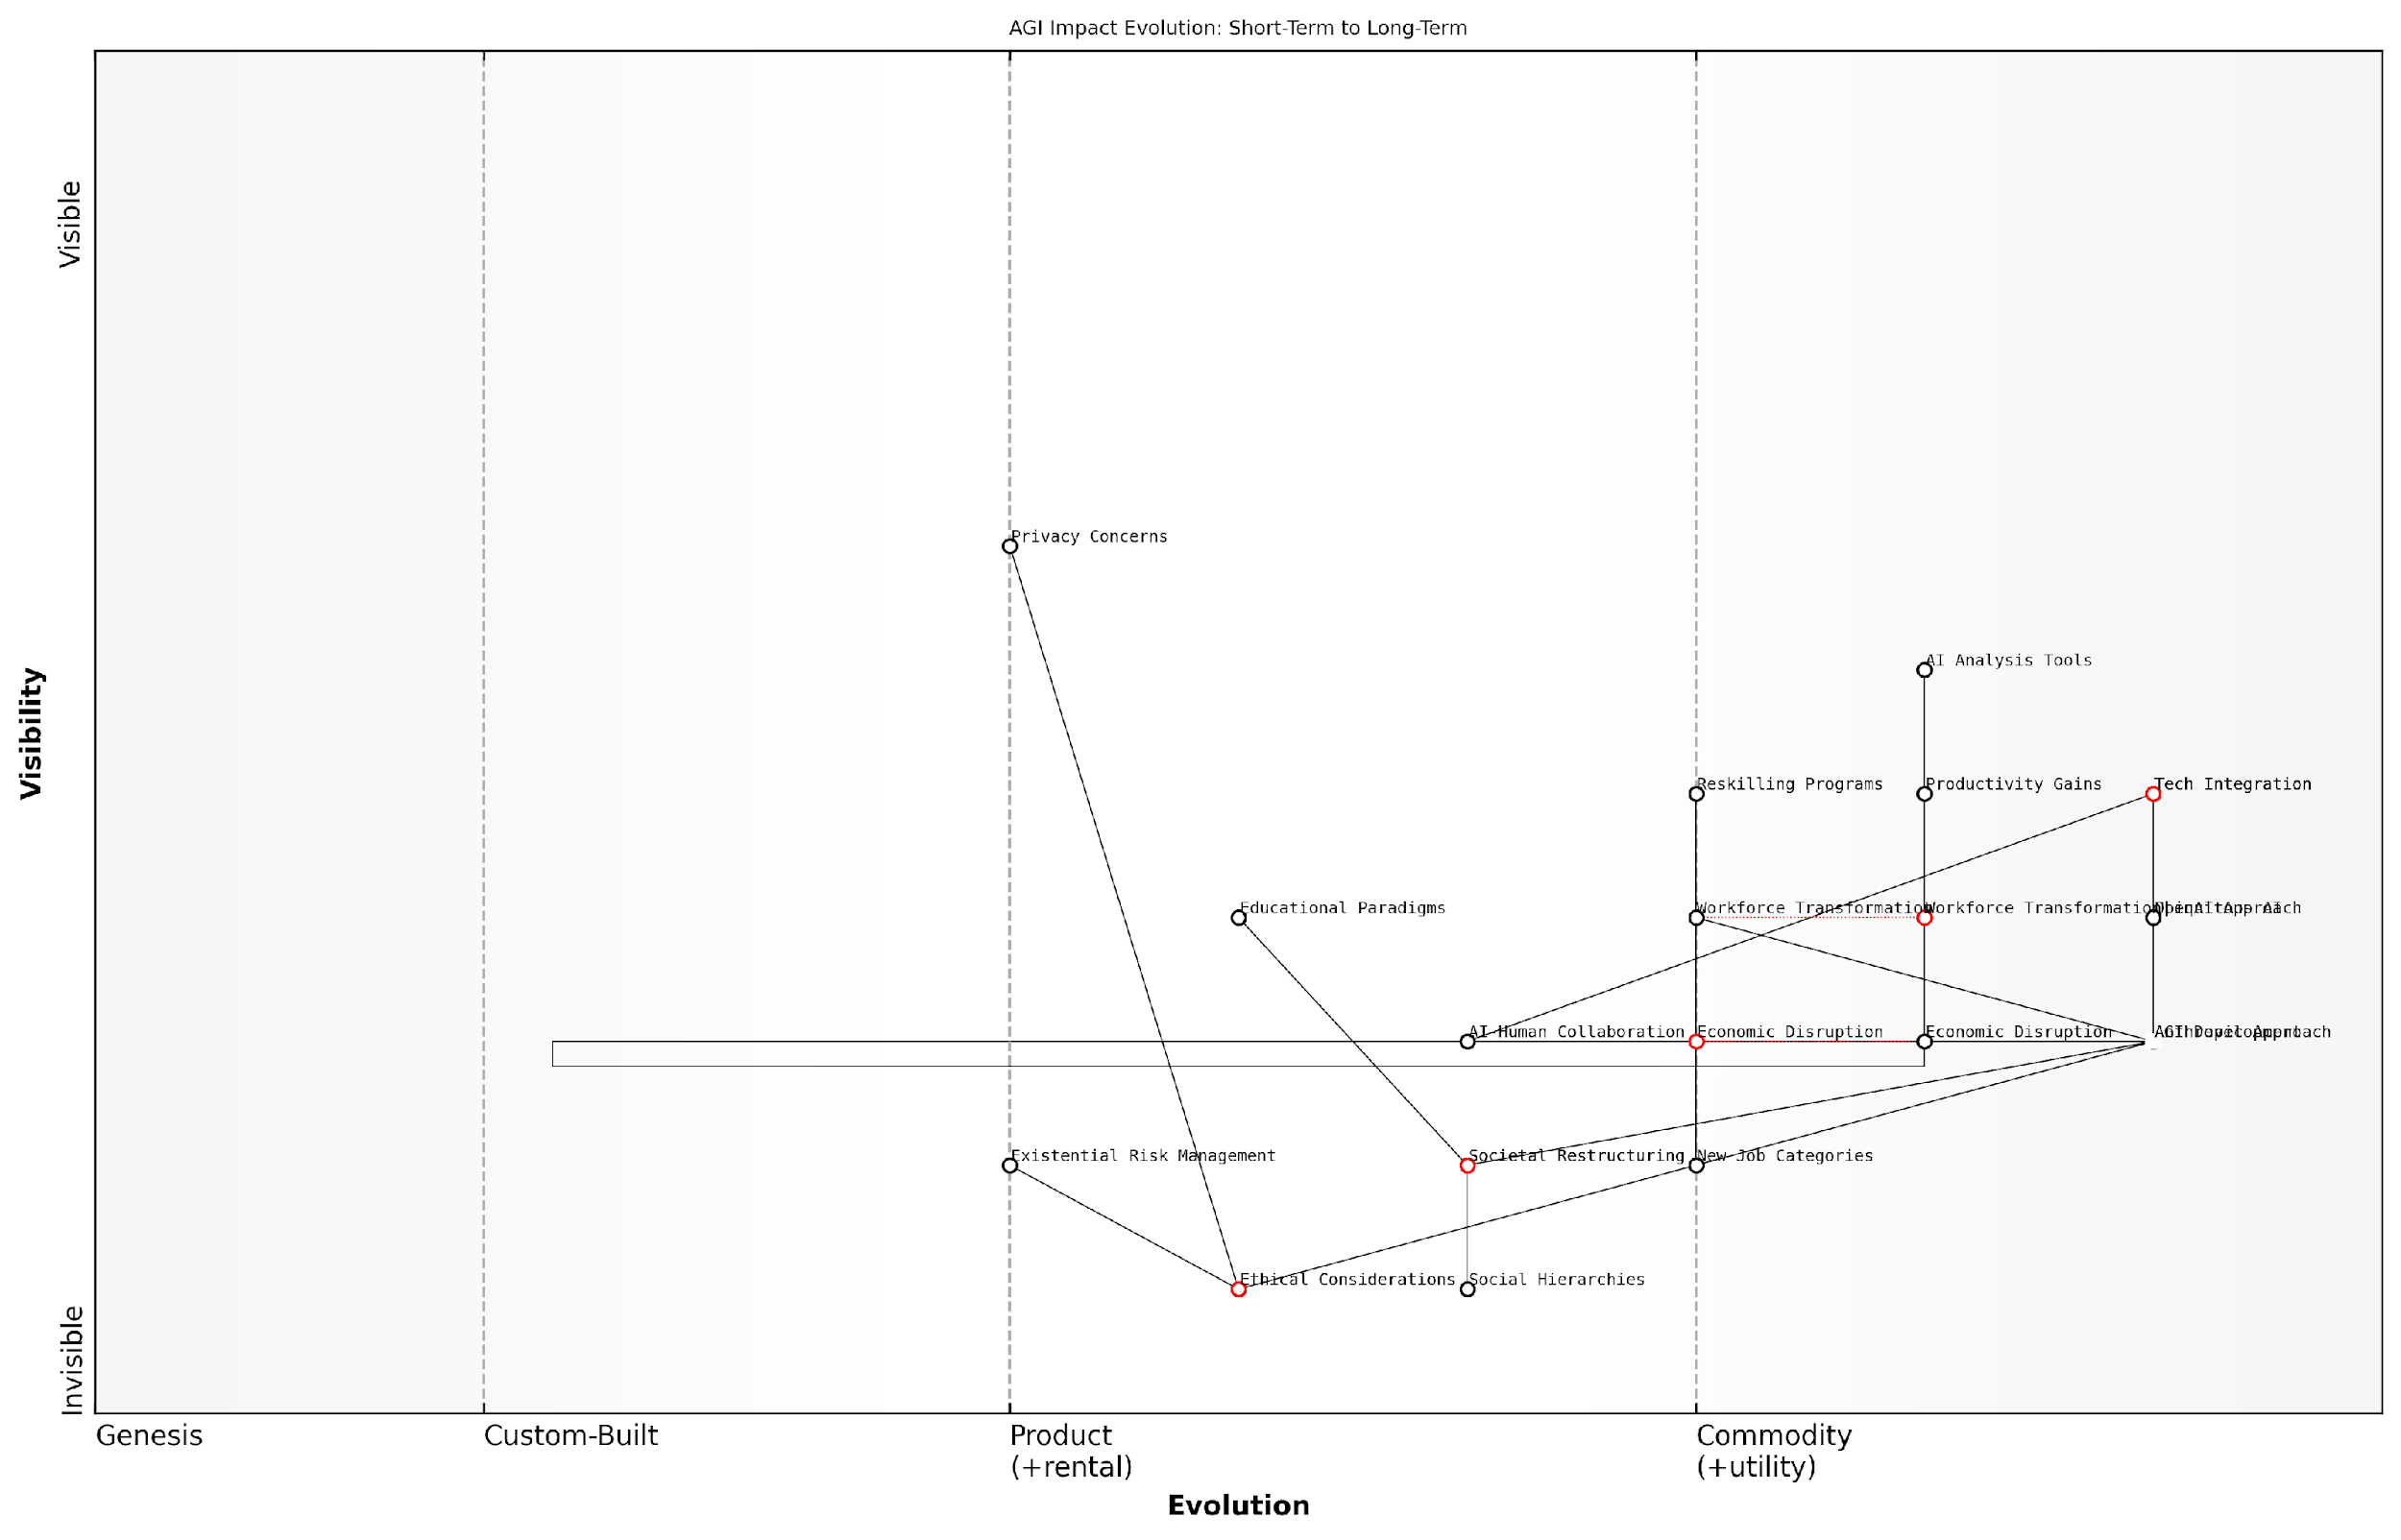 AGI Impact Evolution: Short-Term to Long-Term
Visible
Visibility
Invisible
Privacy Concerns
AI Analysis Tools
Reskilling Programs
Productivity Gains
Tech Integration
Educational Paradigms
Workforce Transformation
Workforce Transformation
AI-Human Collaboration
Economic Disruption
Economic Disruption
Existential Risk Management
Societal Restructuring
New Job Categories
Ethical Considerations
Social Hierarchies
Genesis
Custom-Built
Product
(+rental)
Commodity
(+utility)
Evolution